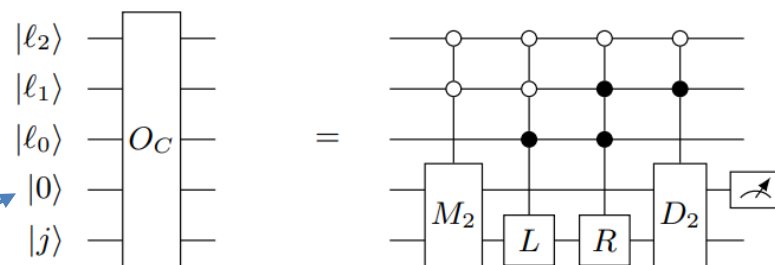 |ℓ₂⟩
|ℓ₁⟩
|ℓ₀⟩ O_C =
|0⟩
|j⟩ M₂ L R D₂